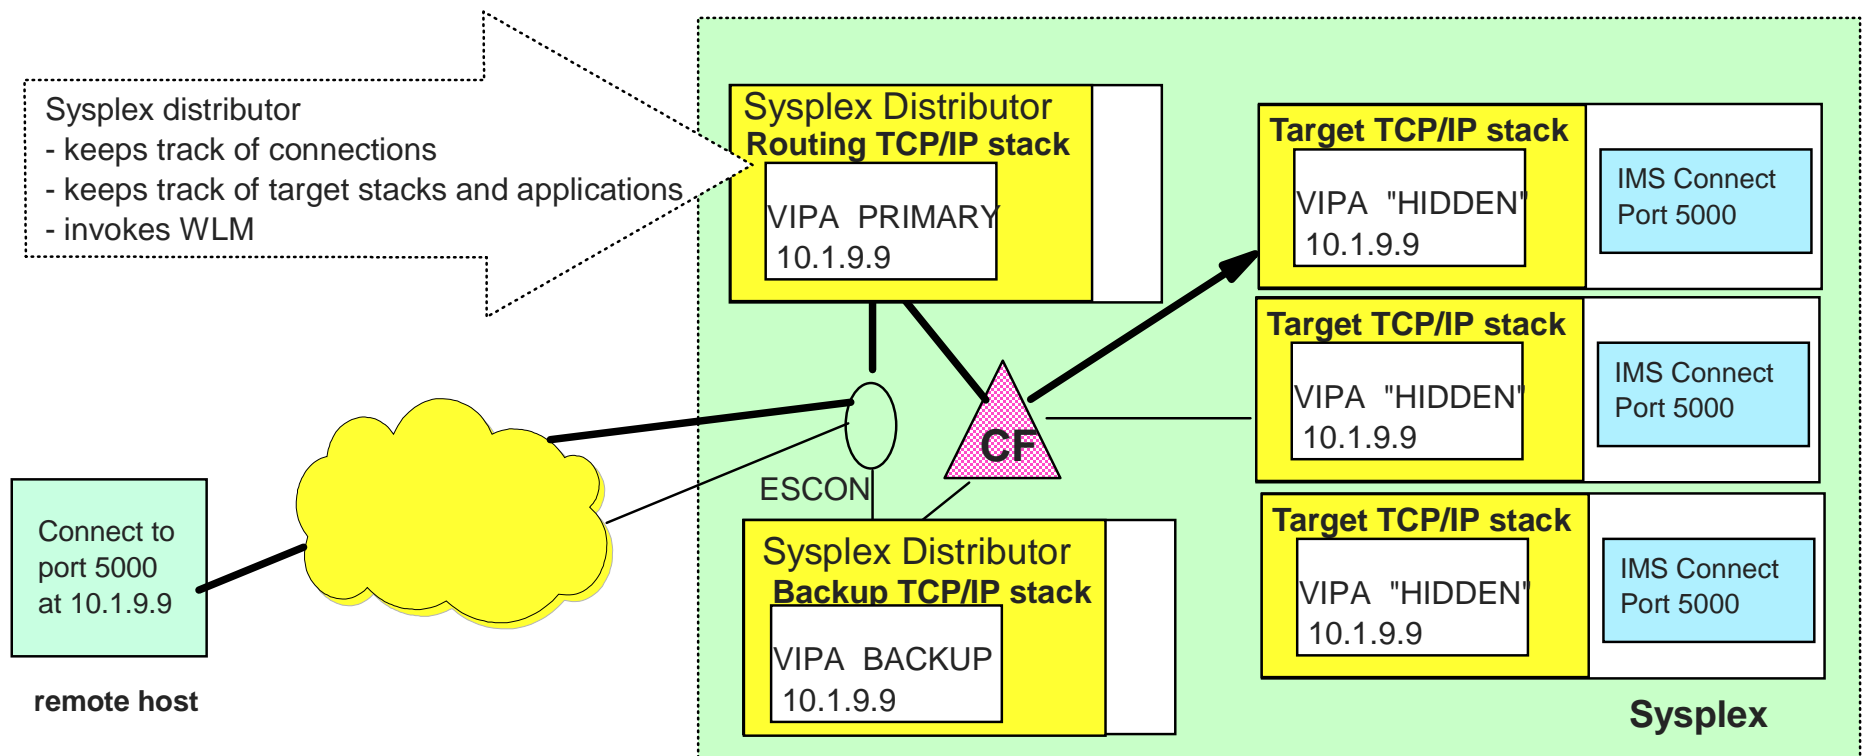 Sysplex distributor
- keeps track of connections
- keeps track of target stacks and applications
- invokes WLM
Sysplex Distributor
Routing TCP/IP stack
VIPA PRIMARY
10.1.9.9
Target TCP/IP stack
VIPA "HIDDEN"
10.1.9.9
IMS Connect
Port 5000
Target TCP/IP stack
VIPA "HIDDEN"
10.1.9.9
IMS Connect
Port 5000
CF
ESCON
Connect to
port 5000
at 10.1.9.9
remote host
Sysplex Distributor
Backup TCP/IP stack
VIPA BACKUP
10.1.9.9
Target TCP/IP stack
VIPA "HIDDEN"
10.1.9.9
IMS Connect
Port 5000
Sysplex